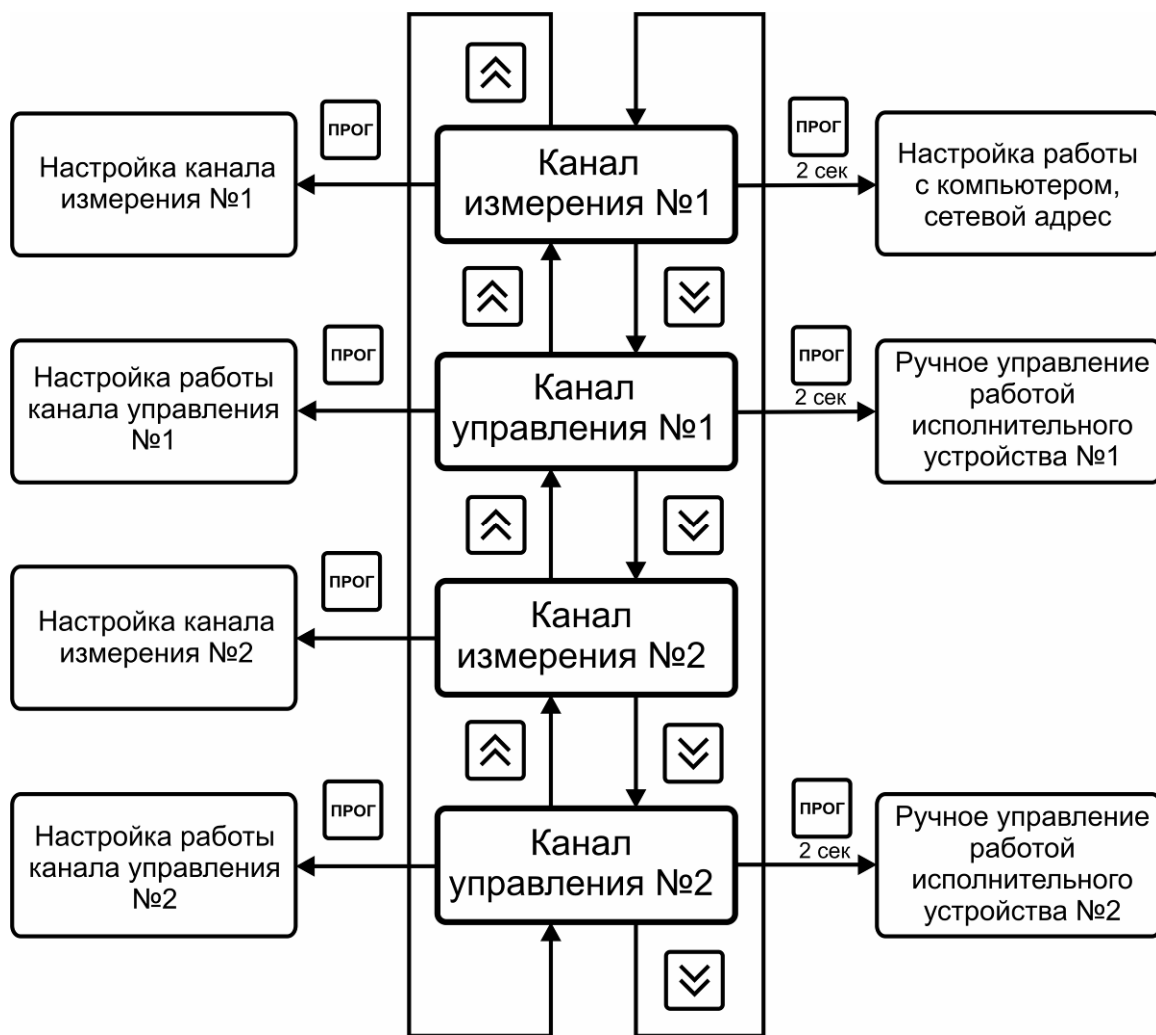 ПРОГ
ПРОГ
Настройка канала
измерения №1
Канал
измерения №1
2 сек
Настройка работы
с компьютером,
сетевой адрес
ПРОГ
ПРОГ
Настройка работы
канала управления
№1
Канал
управления №1
2 сек
Ручное управление
работой
исполнительного
устройства №1
ПРОГ
Настройка канала
измерения №2
Канал
измерения №2
ПРОГ
ПРОГ
Настройка работы
канала управления
№2
Канал
управления №2
2 сек
Ручное управление
работой
исполнительного
устройства №2